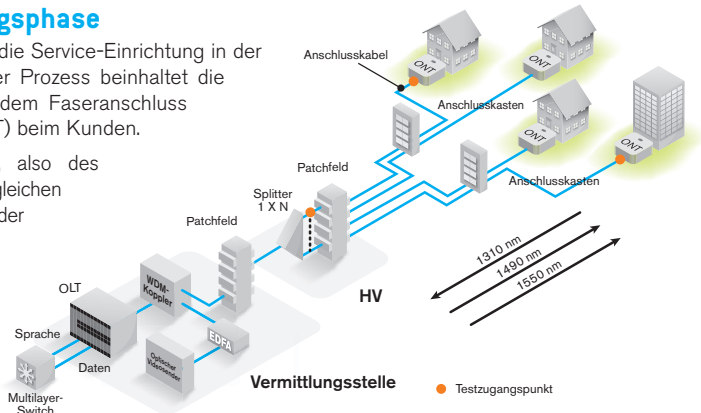 gsphase
die Service-Einrichtung in der
er Prozess beinhaltet die
dem Faseranschluss
T) beim Kunden.
also des
gleichen
der
Anschlusskabel
ONT
ONT
Anschlusskasten
ONT
ONT
Anschlusskasten
Patchfeld
Splitter
1 X N
Patchfeld
HV
1310 nm
1490 nm
1550 nm
OLT
WDM-
Koppler
EDFA
Optischer
Videosender
Sprache
Daten
Multilayer-
Switch
Vermittlungsstelle
Testzugangspunkt